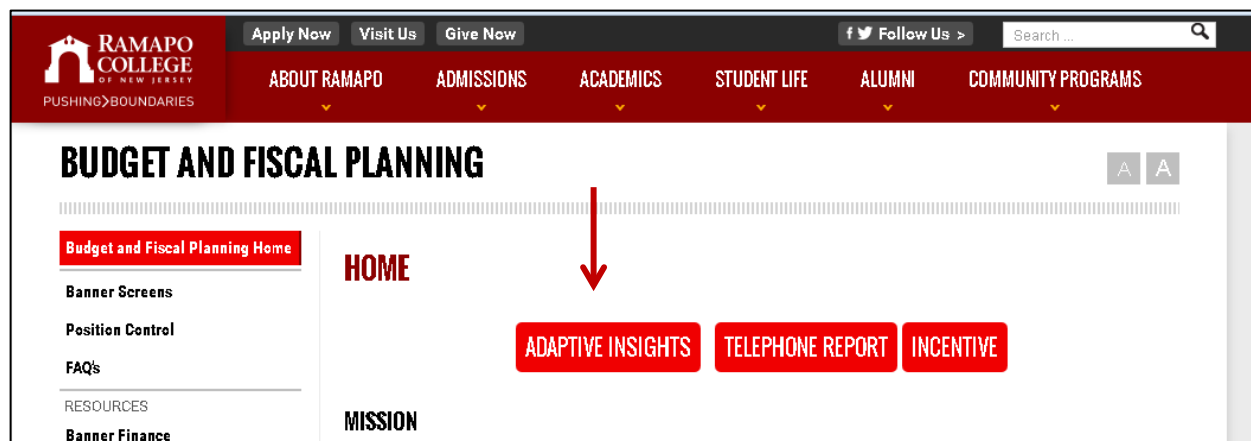 RAMAPO
COLLEGE
OF NEW JERSEY
PUSHING>BOUNDARIES
Apply Now Visit Us Give Now
f Follow Us >
Search ...
ABOUT RAMAPO ADMISSIONS ACADEMICS STUDENT LIFE ALUMNI COMMUNITY PROGRAMS
BUDGET AND FISCAL PLANNING
A A
Budget and Fiscal Planning Home
Banner Screens
Position Control
FAQ's
RESOURCES
Banner Finance
HOME
ADAPTIVE INSIGHTS TELEPHONE REPORT INCENTIVE
MISSION